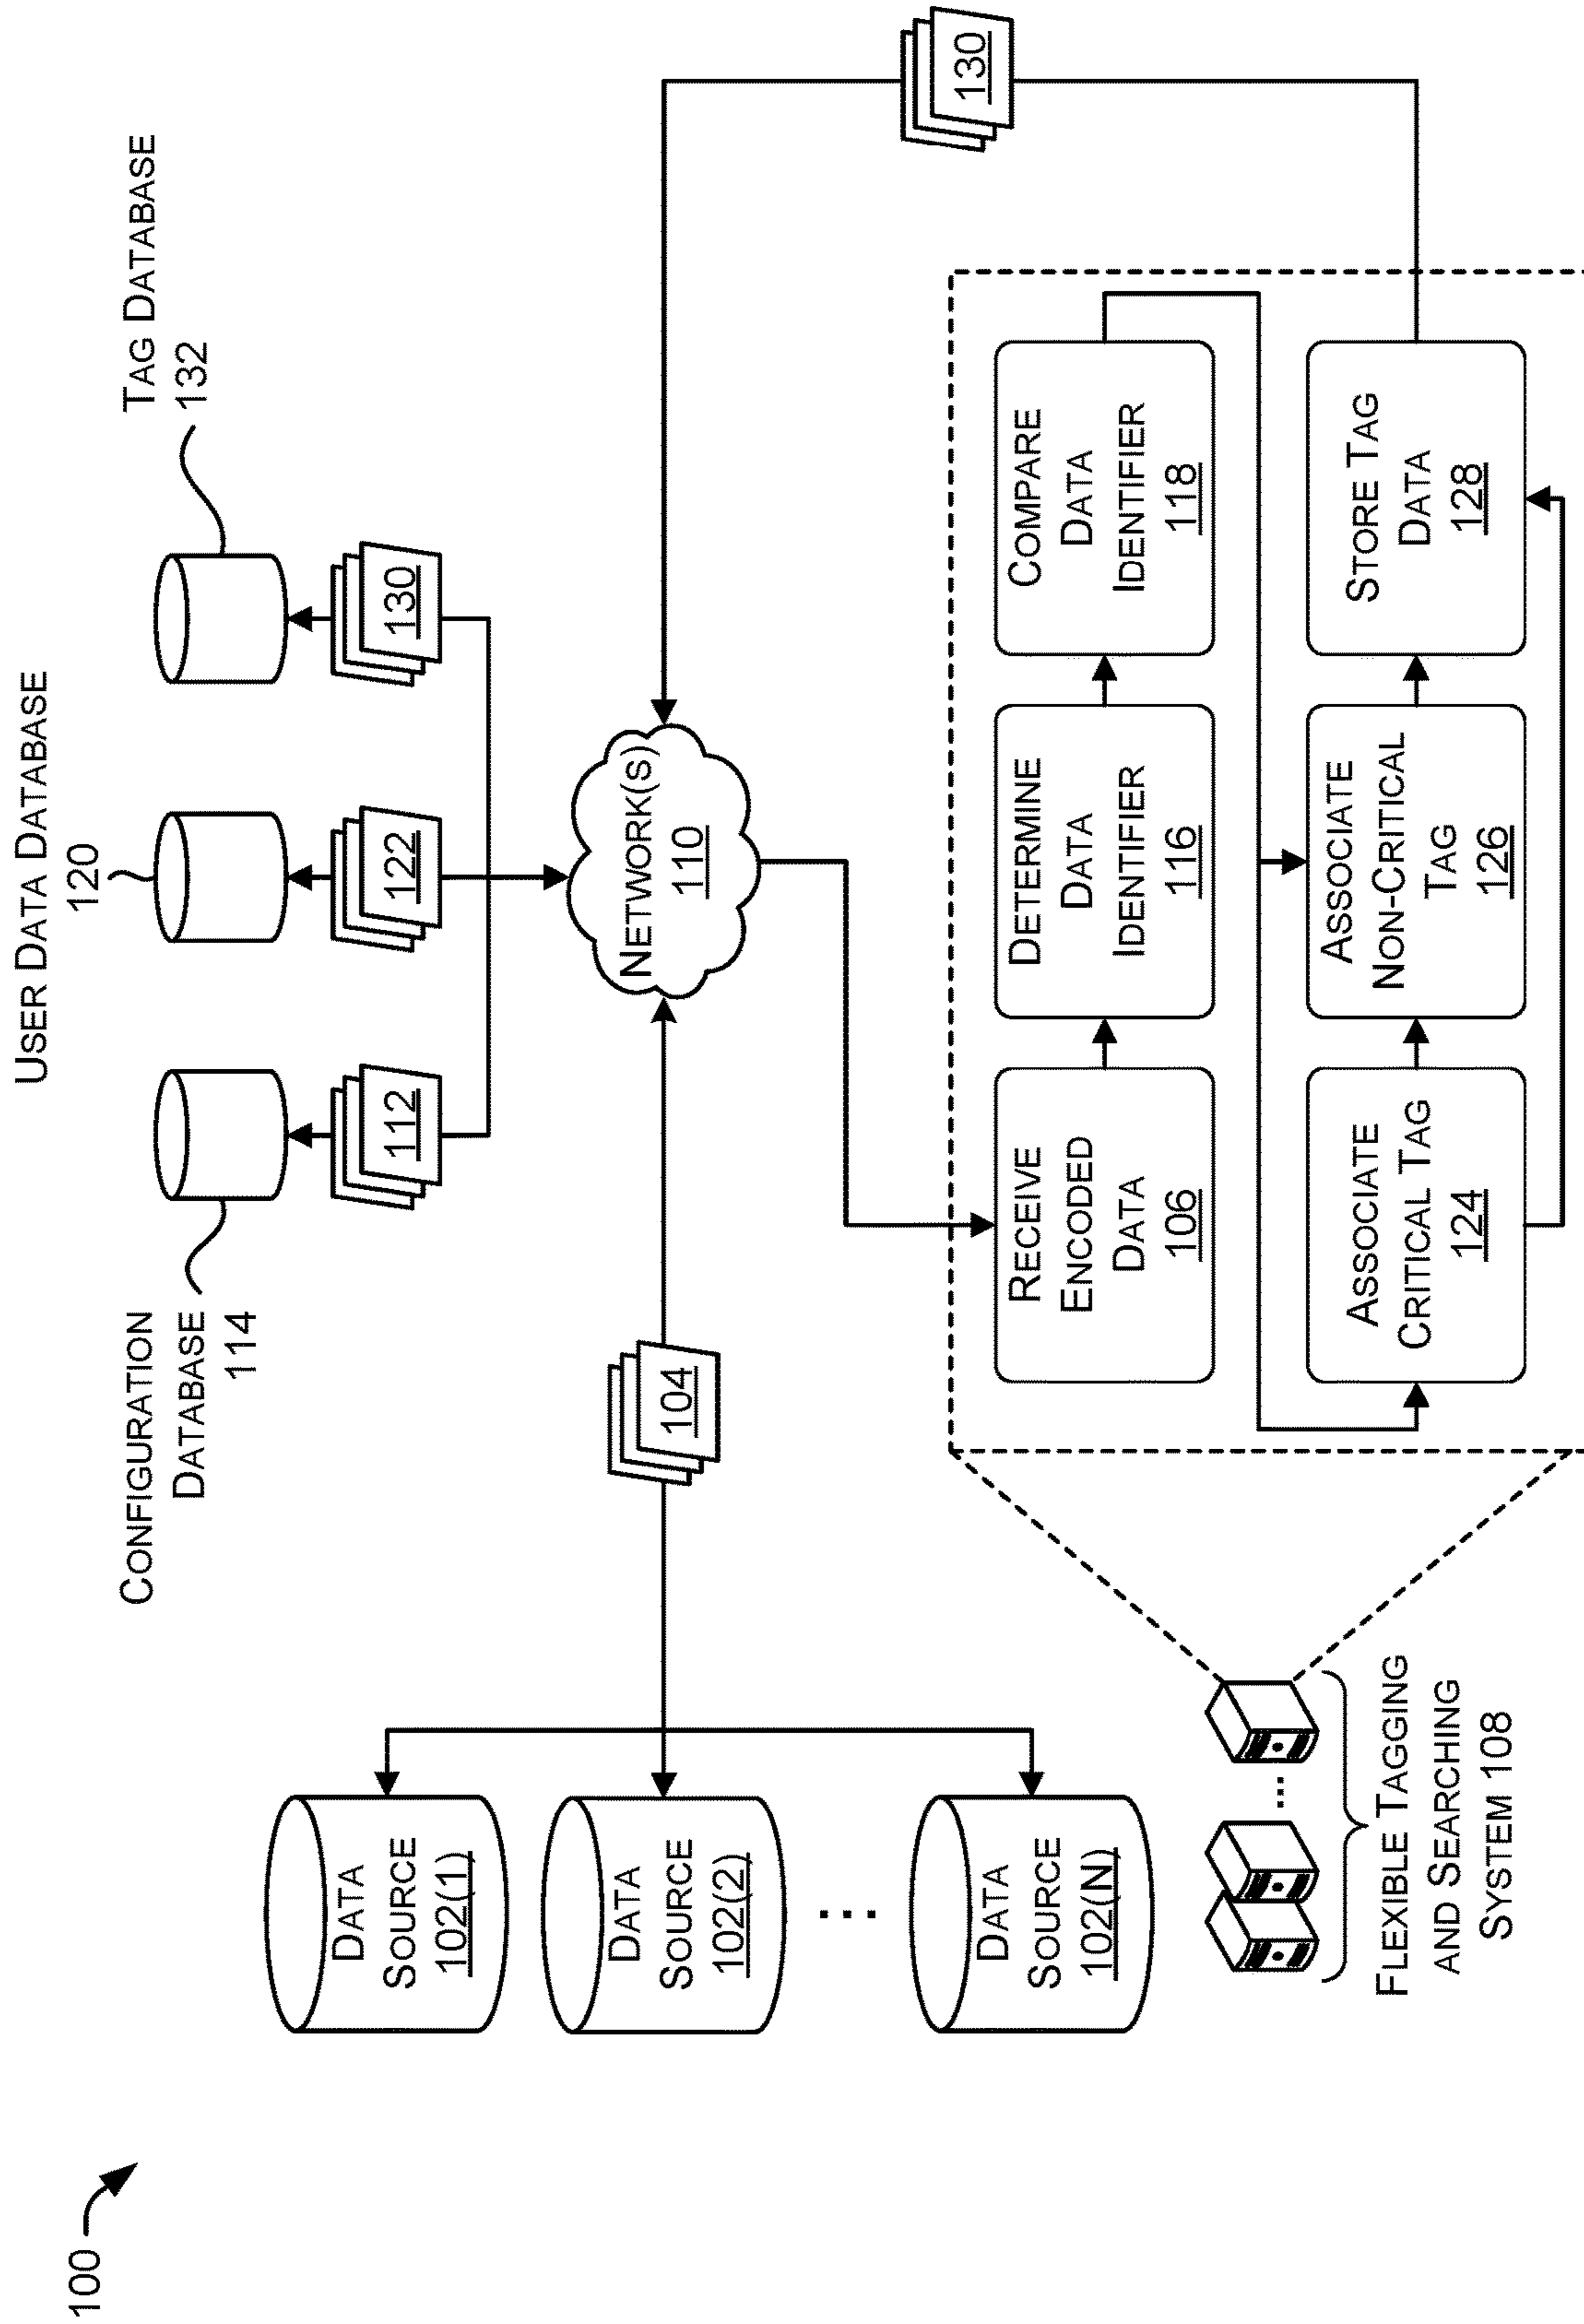 100
USER DATA DATABASE
120
CONFIGURATION
DATABASE
114
TAG DATABASE
132
112
122
130
DATA
SOURCE
102(1)
DATA
SOURCE
102(2)
...
DATA
SOURCE
102(N)
104
NETWORK(S)
110
130
RECEIVE
ENCODED
DATA
106
DETERMINE
DATA
IDENTIFIER
116
COMPARE
DATA
IDENTIFIER
118
ASSOCIATE
CRITICAL TAG
124
ASSOCIATE
NON-CRITICAL
TAG
126
STORE TAG
DATA
128
...
FLEXIBLE TAGGING
AND SEARCHING
SYSTEM 108